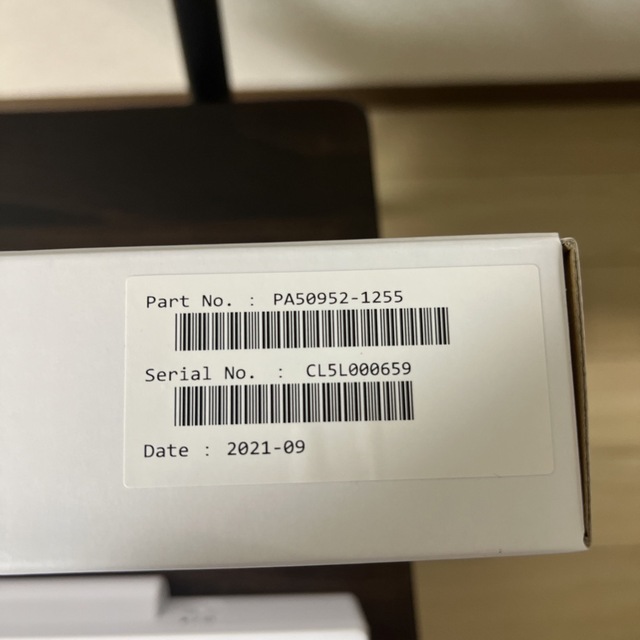 Part No. : PA50952-1255
Serial No. : CL5L000659
Date : 2021-09